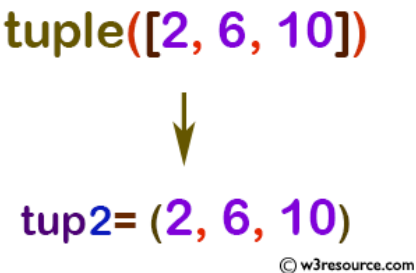 tuple([2, 6, 10])
tup2= (2, 6, 10)
© w3resource.com